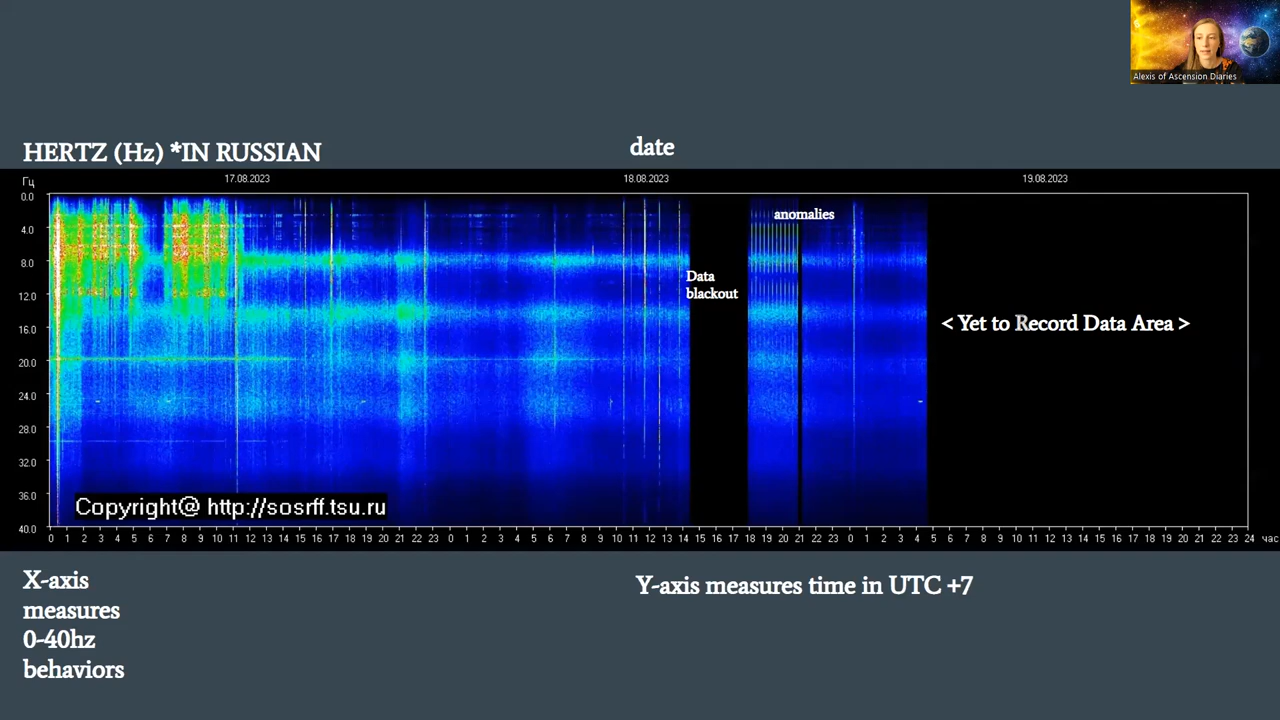 Alexis of Ascension Diaries
HERTZ (Hz) *IN RUSSIAN
date
Гц
17.08.2023
18.08.2023
19.08.2023
0.0
4.0
8.0
12.0
16.0
20.0
24.0
28.0
32.0
36.0
40.0
anomalies
Data
blackout
< Yet to Record Data Area >
Copyright@ http://sosrff.tsu.ru
0 1 2 3 4 5 6 7 8 9 10 11 12 13 14 15 16 17 18 19 20 21 22 23 0 1 2 3 4 5 6 7 8 9 10 11 12 13 14 15 16 17 18 19 20 21 22 23 0 1 2 3 4 5 6 7 8 9 10 11 12 13 14 15 16 17 18 19 20 21 22 23 24 час
X-axis
measures
0-40hz
behaviors
Y-axis measures time in UTC +7